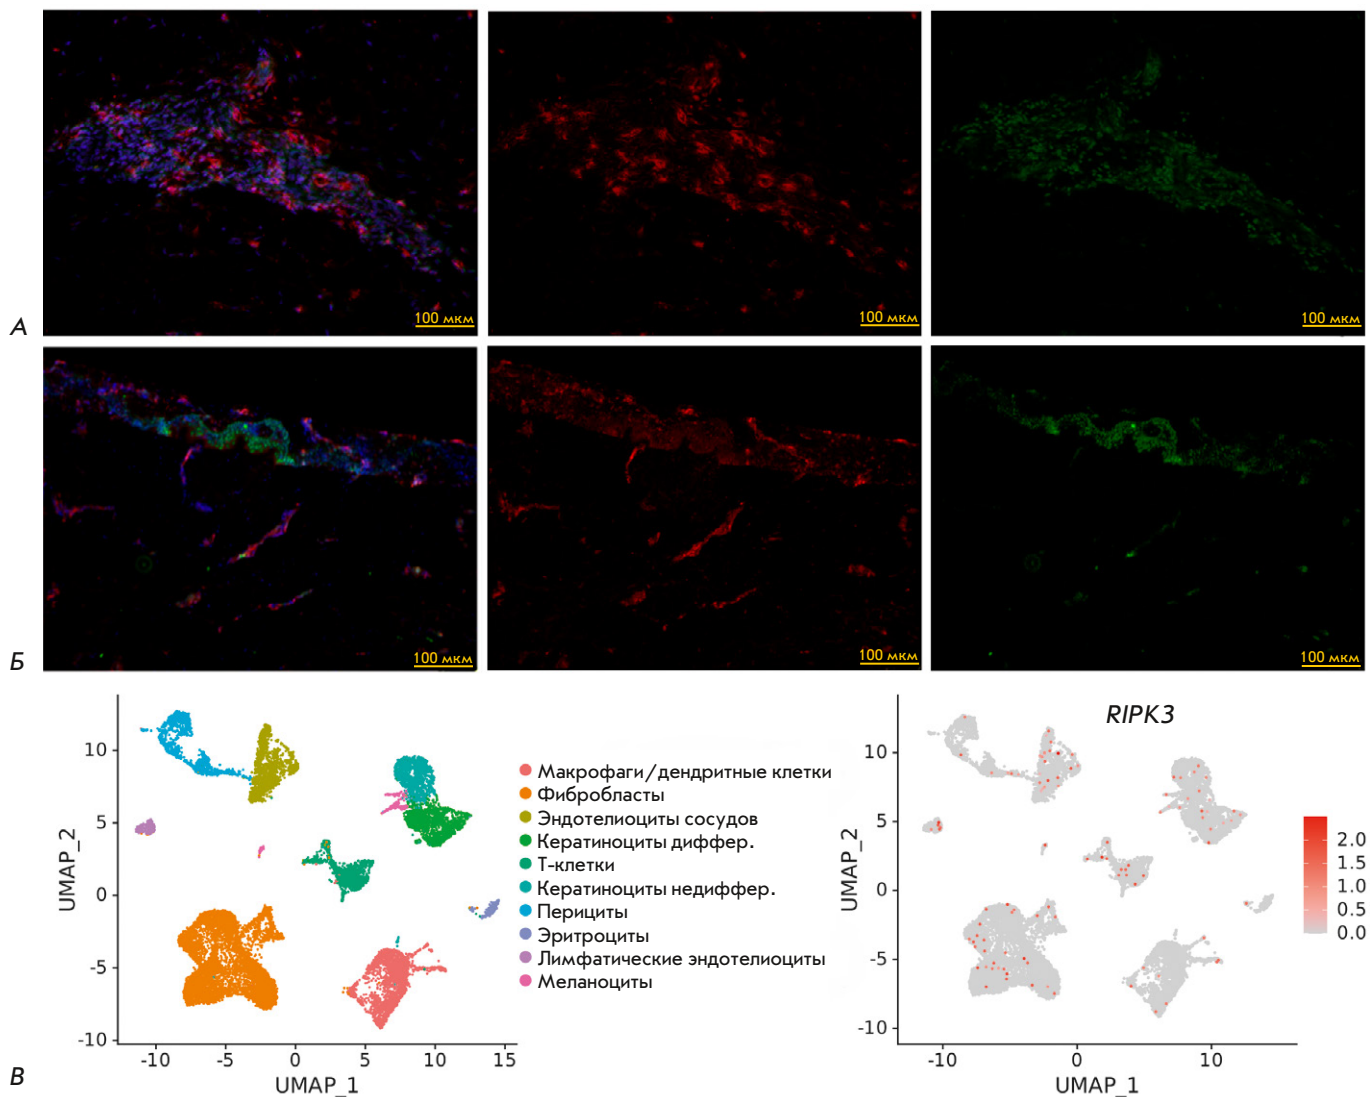 А
100 мкм
100 мкм
100 мкм
Б
100 мкм
100 мкм
100 мкм
В
UMAP_2
10
5
0
-5
-10
-10
-5
0
5
10
15
UMAP_1
Макрофаги/дендритные клетки
Фибробласты
Эндотелиоциты сосудов
Кератиноциты diффер.
Т-клетки
Кератиноциты недиффер.
Перициты
Эритроциты
Лимфатические эндотелиоциты
Меланоциты
RIPK3
UMAP_2
10
5
0
-5
-10
-10
0
10
UMAP_1
2.0
1.5
1.0
0.5
0.0